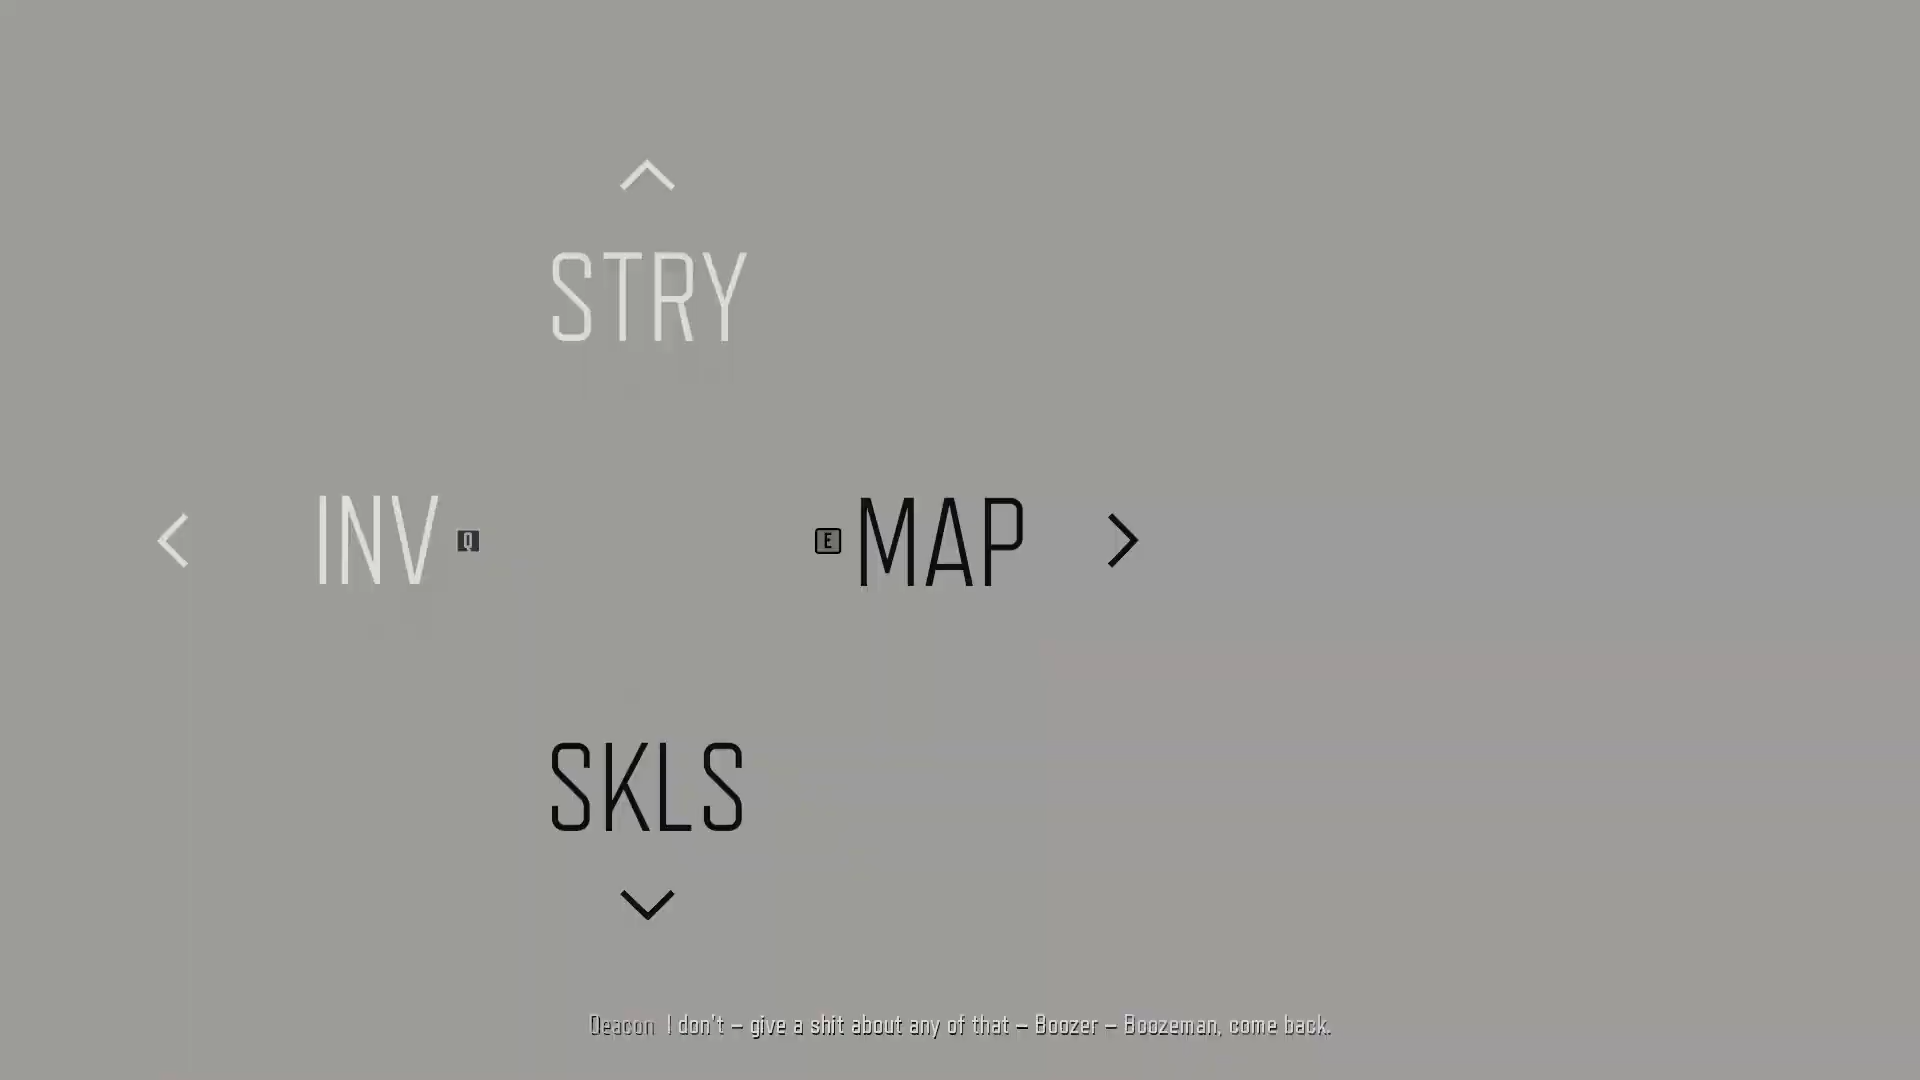 STRY
INV Q
E MAP
SKLS
Deacon I don't – give a shit about any of that – Boozer – Boozeman, come back.